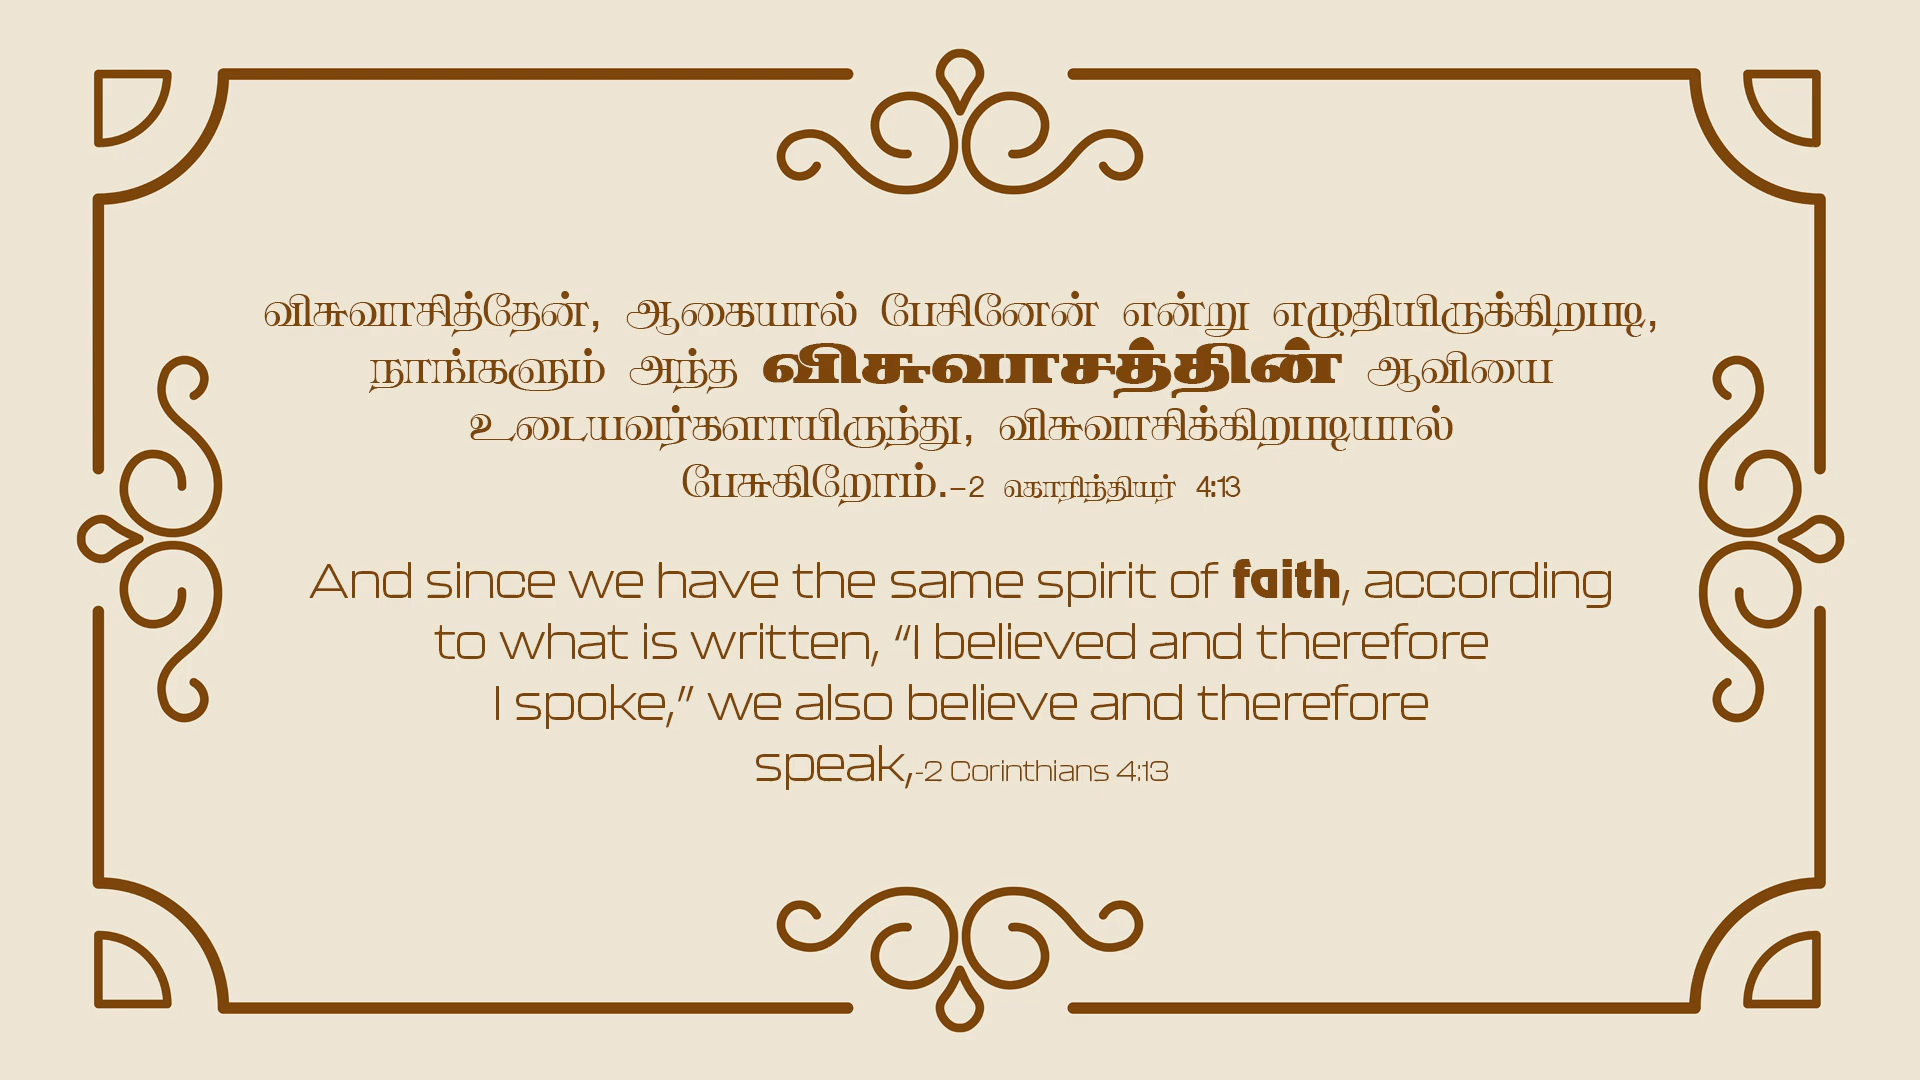 விசுவாசித்தேன், ஆகையால் பேசினேன் என்று எழுதியிருக்கிறபடி,
நாங்களும் அந்த விசுவாசத்தின் ஆவியை
உடையவர்களாயிருந்து, விசுவாசிக்கிறபடியால்
பேசுகிறோம்.-2 கொரிந்தியர் 4:13
And since we have the same spirit of faith, according
to what is written, “I believed and therefore
I spoke,” we also believe and therefore
speak,-2 Corinthians 4:13